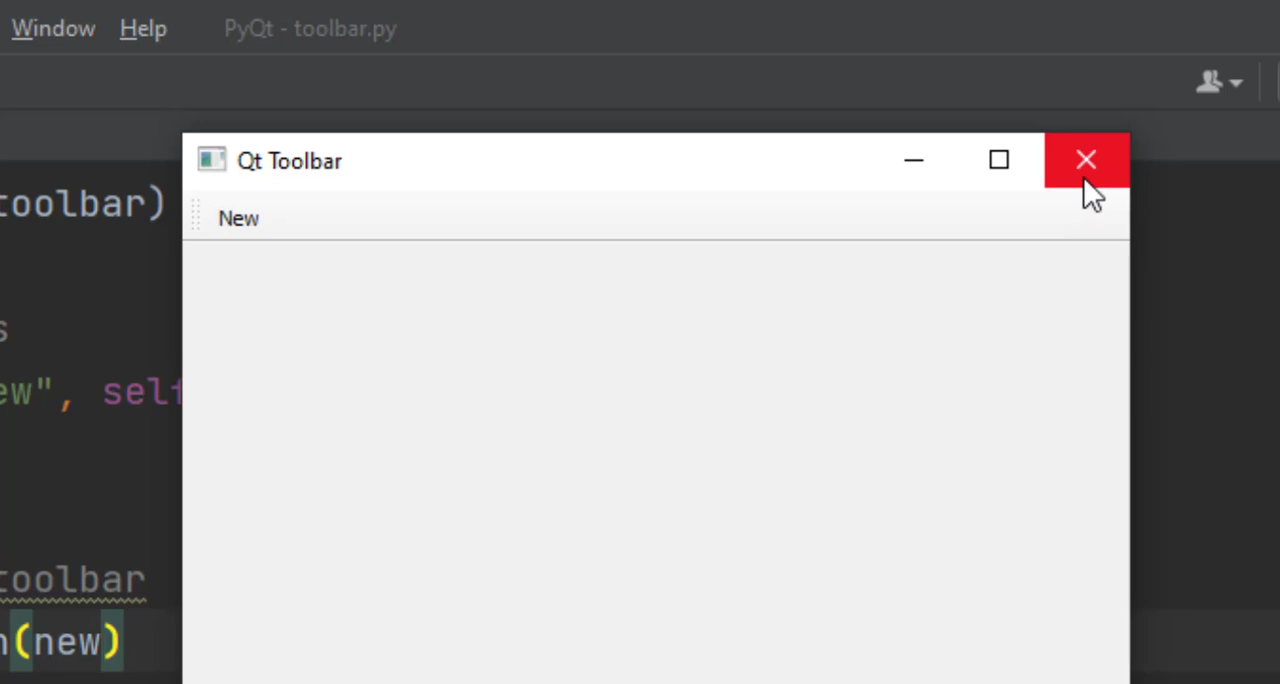 Window Help PyQt - toolbar.py
Qt Toolbar
toolbar)
New
s
ew", self
toolbar
n(new)